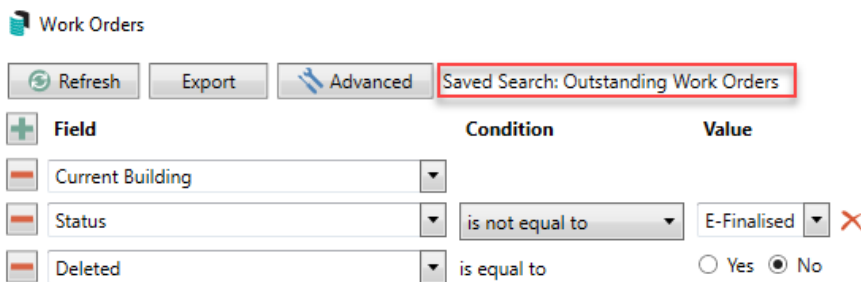 Work Orders
Refresh Export Advanced Saved Search: Outstanding Work Orders
Field Condition Value
Current Building
Status is not equal to E-Finalised
Deleted is equal to Yes No